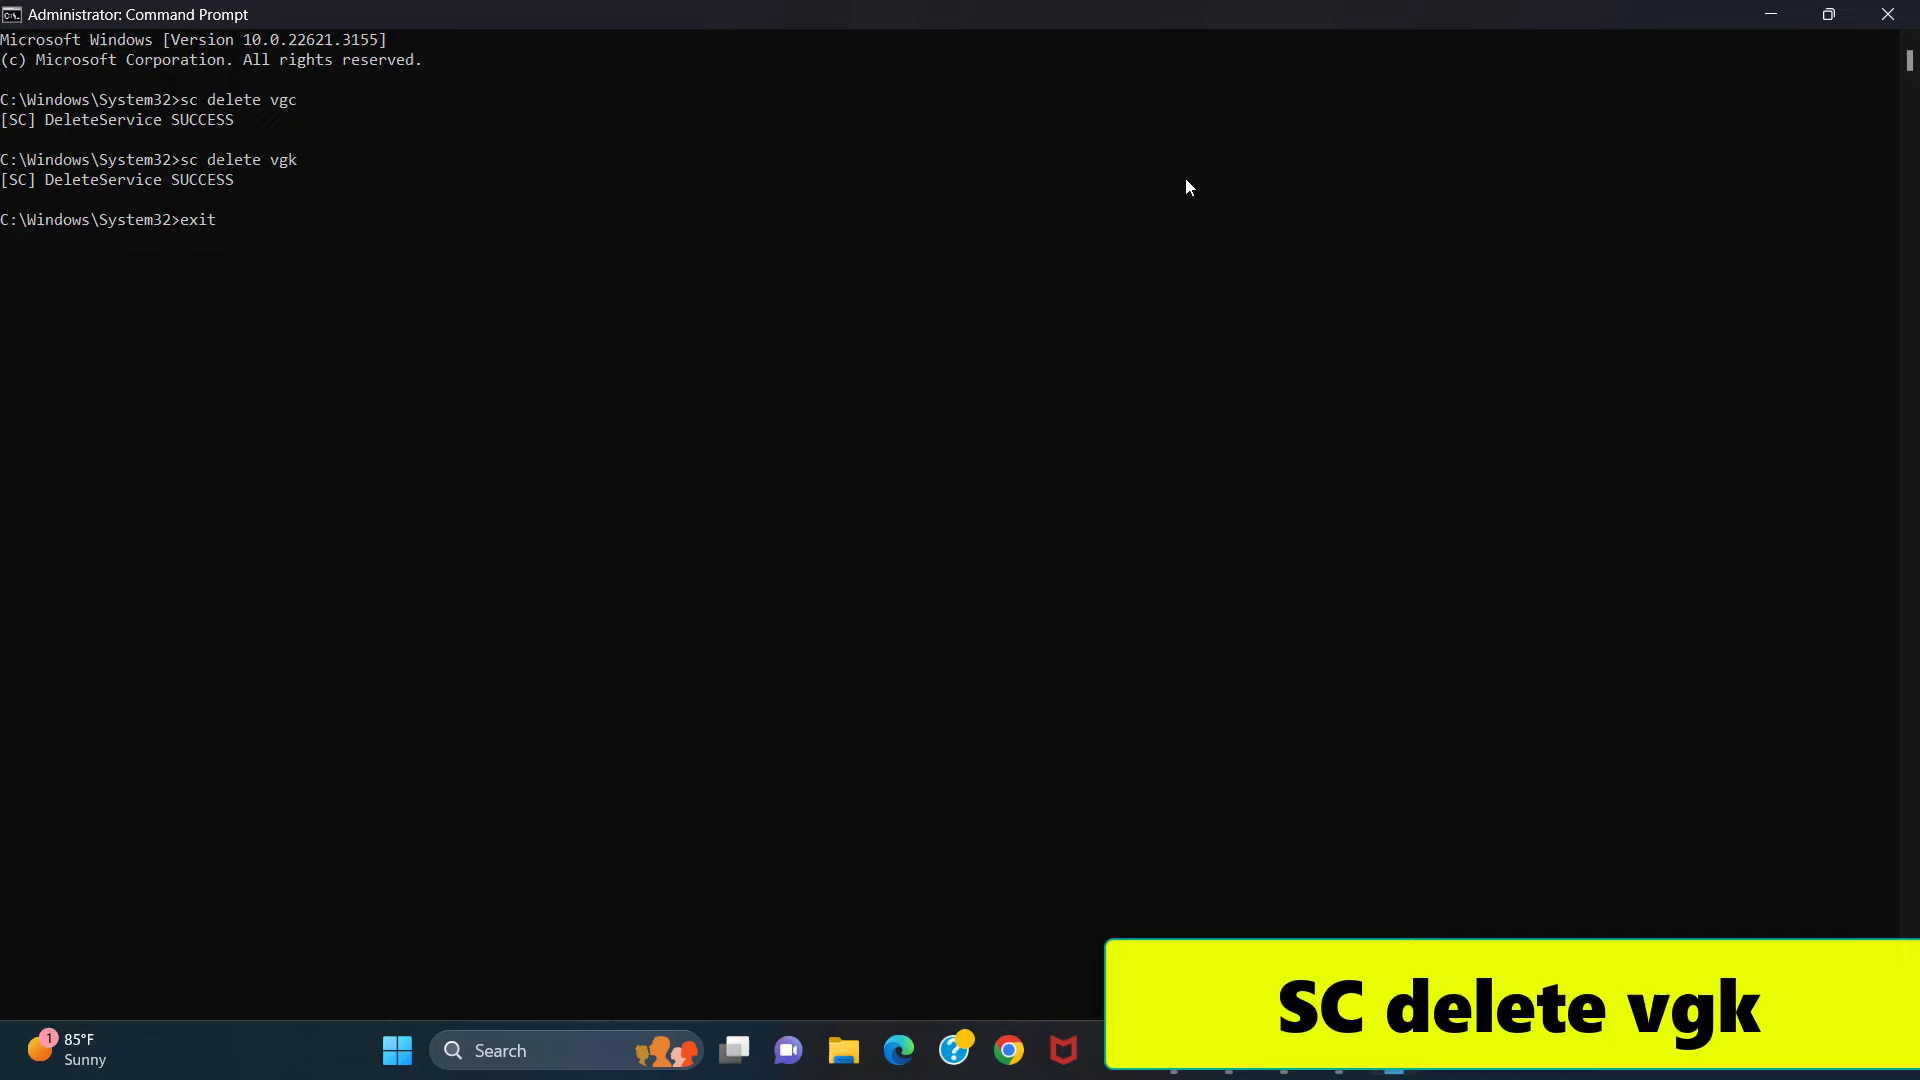 Administrator: Command Prompt
Microsoft Windows [Version 10.0.22621.3155]
(c) Microsoft Corporation. All rights reserved.
C:\Windows\System32>sc delete vgc
[SC] DeleteService SUCCESS
C:\Windows\System32>sc delete vgk
[SC] DeleteService SUCCESS
C:\Windows\System32>exit
SC delete vgk
1
85°F
Sunny
Search